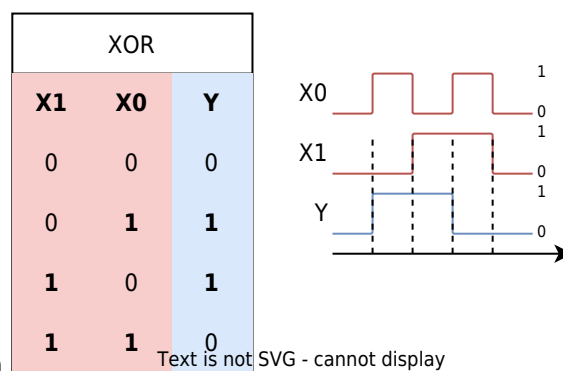 XOR
X1 X0 Y
0 0 0
0 1 1
1 0 1
1 1 0
X0 1
0
X1 1
0
Y 1
0
Text is not SVG - cannot display